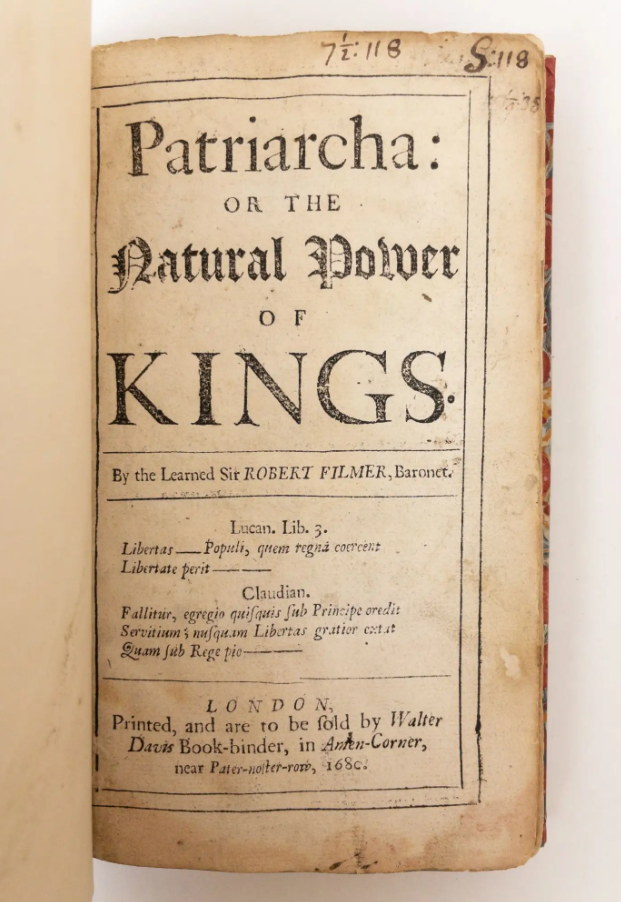 7½:118 S:118
Patriarcha:
OR THE
Natural Power
OF
KINGS.
By the Learned Sir ROBERT FILMER, Baronet.
Lucan. Lib. 3.
Libertas — Populi, quem regna coercent
Libertate perit — —
Claudian.
Fallitur, egregio quiſquis ſub Principe credit
Servitium; nuſquam Libertas gratior extat
Quam ſub Rege pio —
LONDON,
Printed, and are to be ſold by Walter
Davis Book-binder, in Amen-Corner,
near Pater-noſter-row, 1680.